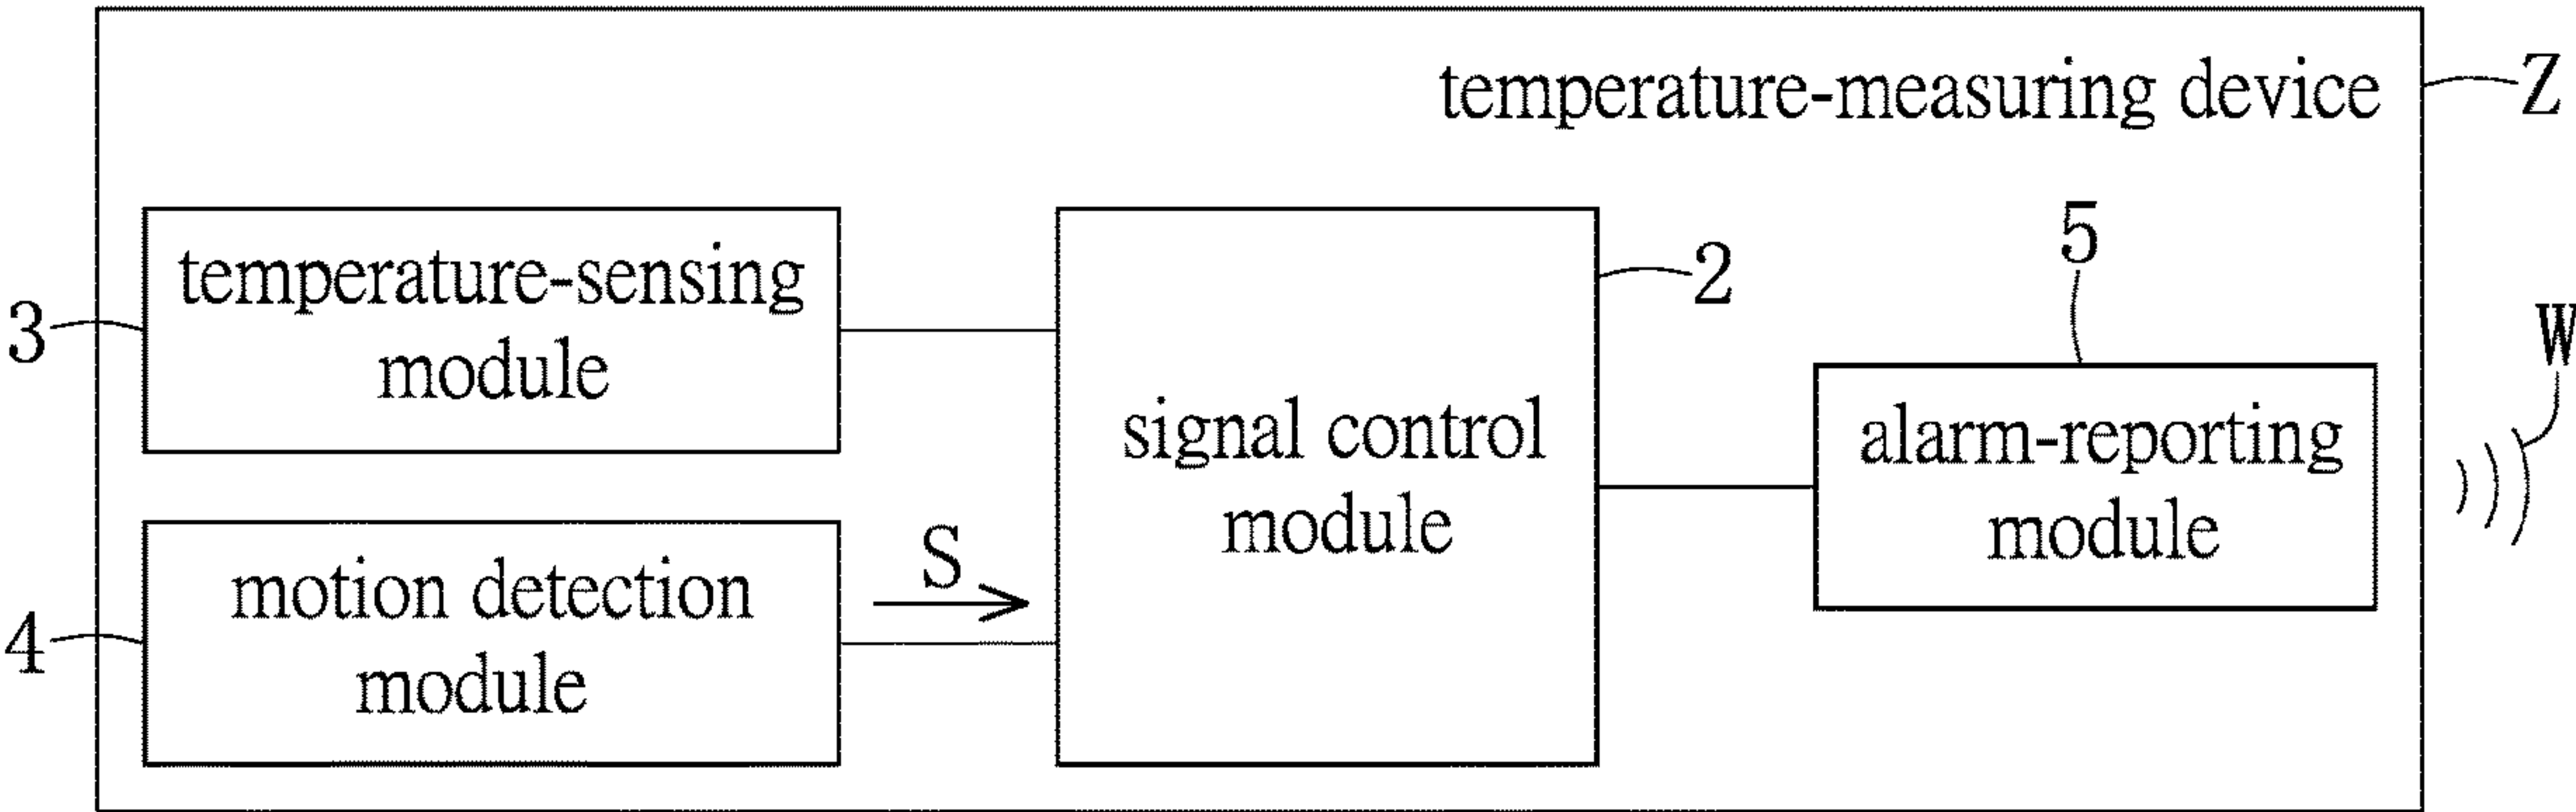 temperature-measuring device
Z
temperature-sensing
module
3
signal control
module
2
5
alarm-reporting
module
W
motion detection
module
4
S